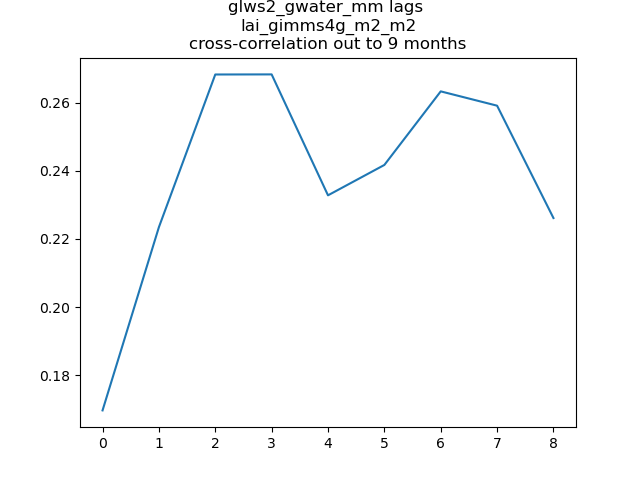 glws2_gwater_mm lags
lai_gimms4g_m2_m2
cross-correlation out to 9 months
0.26
0.24
0.22
0.20
0.18
0 1 2 3 4 5 6 7 8